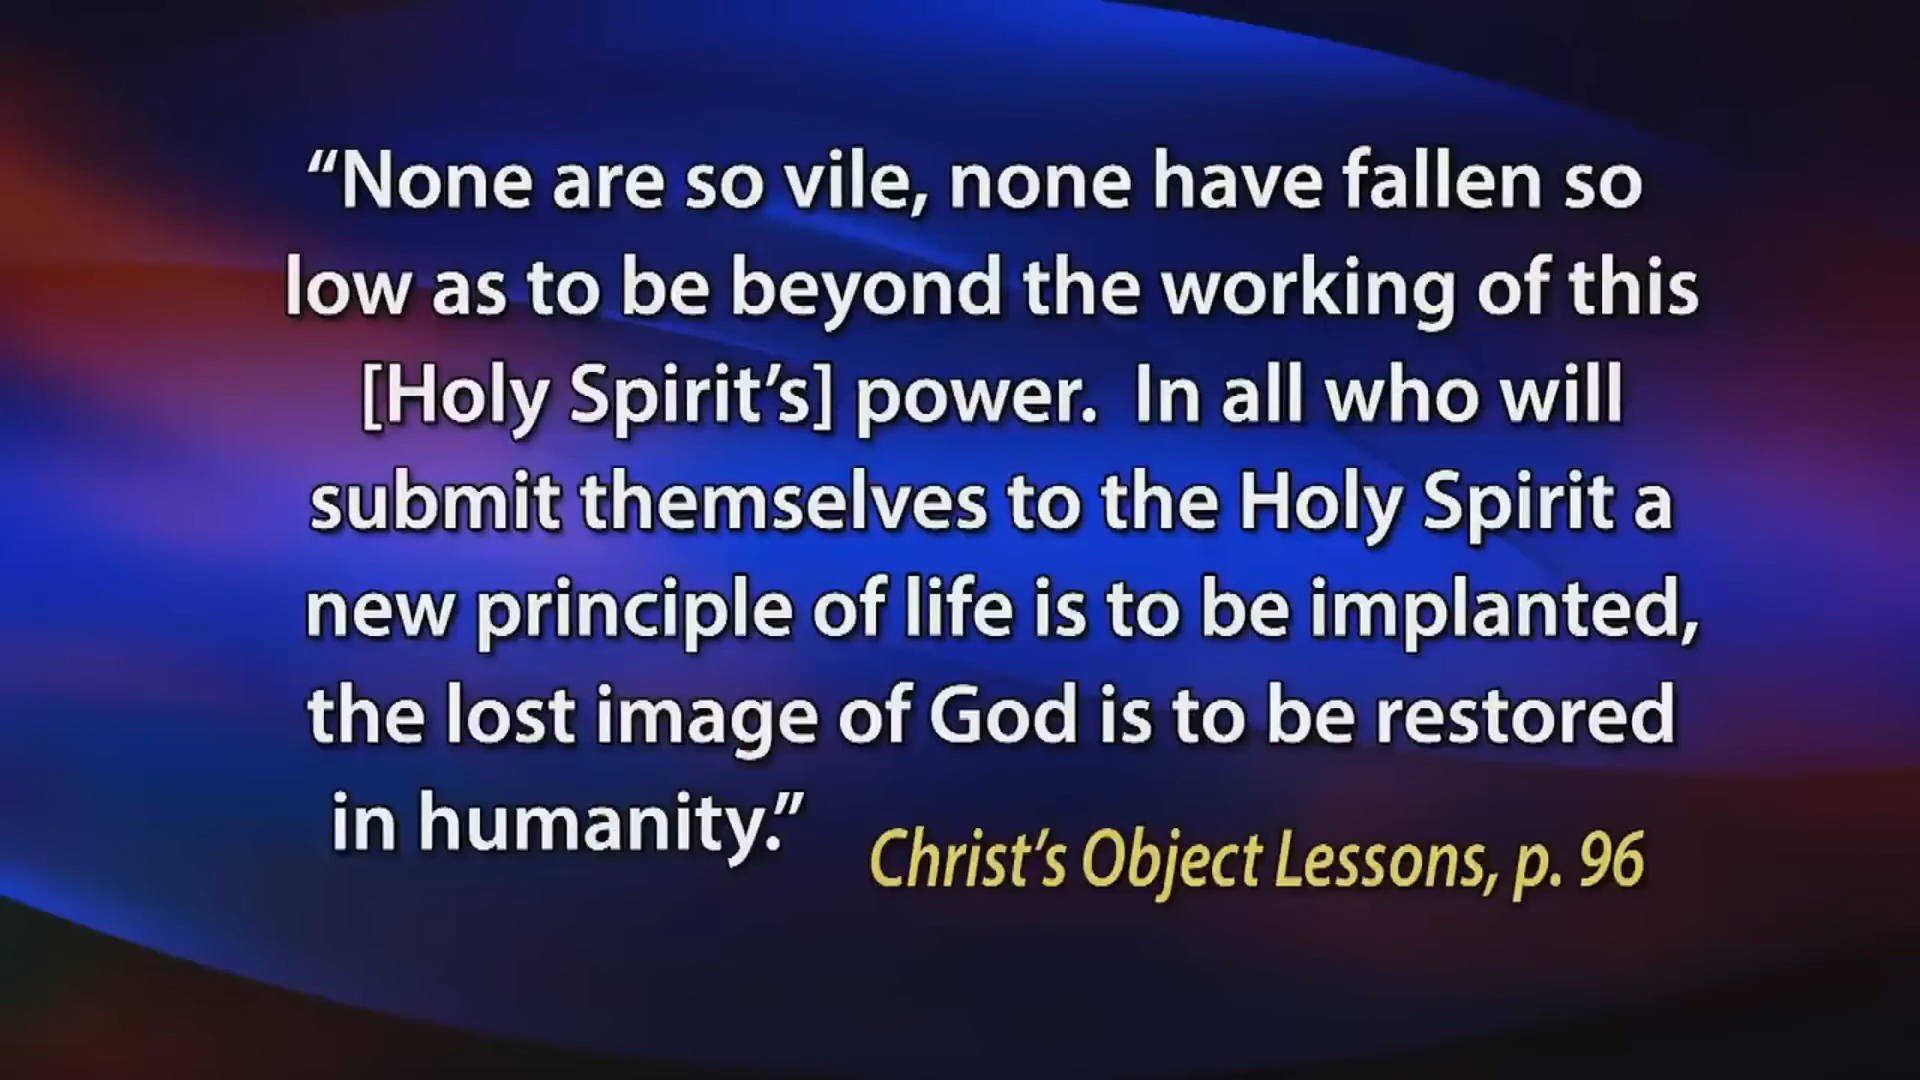 “None are so vile, none have fallen so
low as to be beyond the working of this
[Holy Spirit’s] power.  In all who will
submit themselves to the Holy Spirit a
new principle of life is to be implanted,
the lost image of God is to be restored
in humanity.”
Christ’s Object Lessons, p. 96